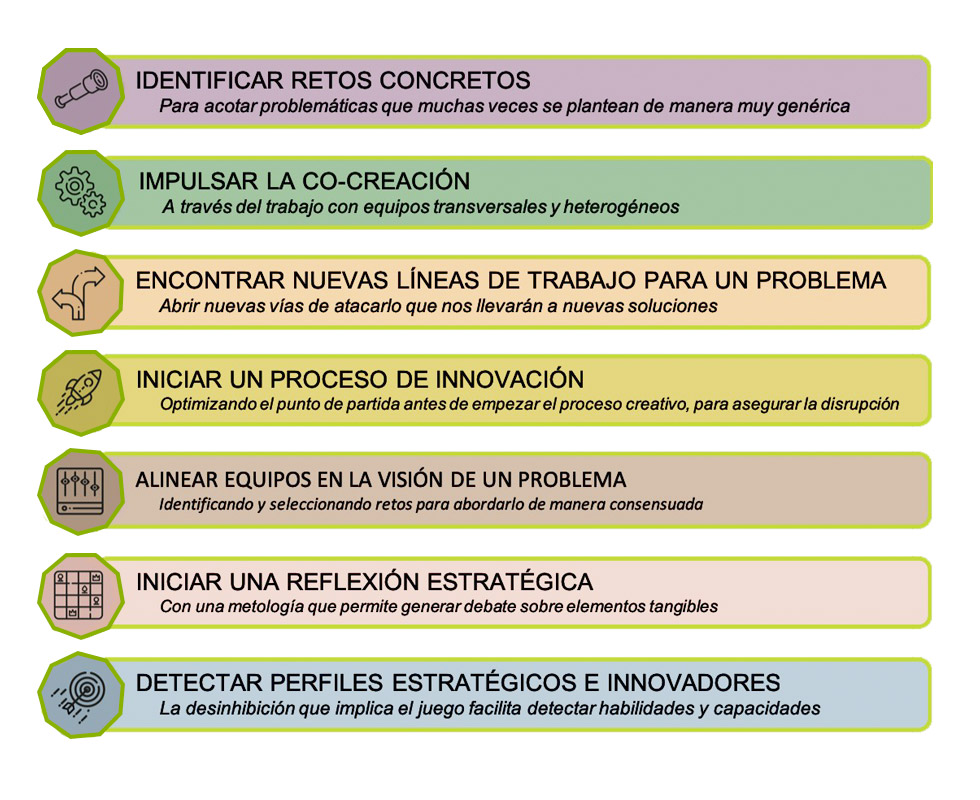 IDENTIFICAR RETOS CONCRETOS
Para acotar problemáticas que muchas veces se plantean de manera muy genérica
IMPULSAR LA CO-CREACIÓN
A través del trabajo con equipos transversales y heterogéneos
ENCONTRAR NUEVAS LÍNEAS DE TRABAJO PARA UN PROBLEMA
Abrir nuevas vías de atacarlo que nos llevarán a nuevas soluciones
INICIAR UN PROCESO DE INNOVACIÓN
Optimizando el punto de partida antes de empezar el proceso creativo, para asegurar la disrupción
ALINEAR EQUIPOS EN LA VISIÓN DE UN PROBLEMA
Identificando y seleccionando retos para abordarlo de manera consensuada
INICIAR UNA REFLEXIÓN ESTRATÉGICA
Con una metología que permite generar debate sobre elementos tangibles
DETECTAR PERFILES ESTRATÉGICOS E INNOVADORES
La desinhibición que implica el juego facilita detectar habilidades y capacidades